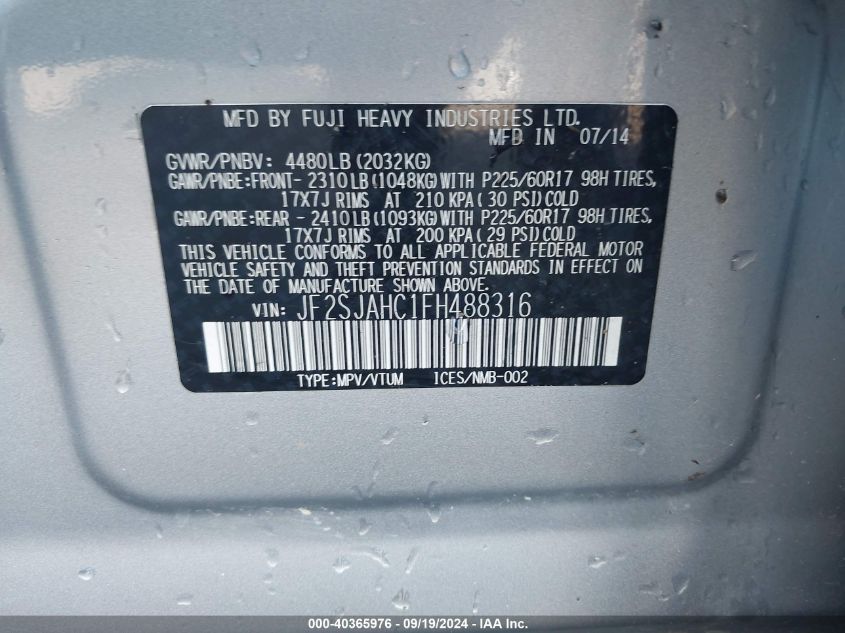 MFD BY FUJI HEAVY INDUSTRIES LTD.
MFD IN 07/14
GVWR/PNBV: 4480LB(2032KG)
GAWR/PNBE:FRONT- 2310LB(1048KG)WITH P225/60R17 98H TIRES,
17X7J RIMS AT 210 KPA(30 PSI)COLD
GAWR/PNBE:REAR - 2410LB(1093KG)WITH P225/60R17 98H TIRES,
17X7J RIMS AT 200 KPA(29 PSI)COLD
THIS VEHICLE CONFORMS TO ALL APPLICABLE FEDERAL MOTOR
VEHICLE SAFETY AND THEFT PREVENTION STANDARDS IN EFFECT ON
THE DATE OF MANUFACTURE SHOWN ABOVE.
VIN: JF2SJAHC1FH488316
TYPE:MPV/VTUM ICES/NMB-002
000-40365976 - 09/19/2024 - IAA Inc.